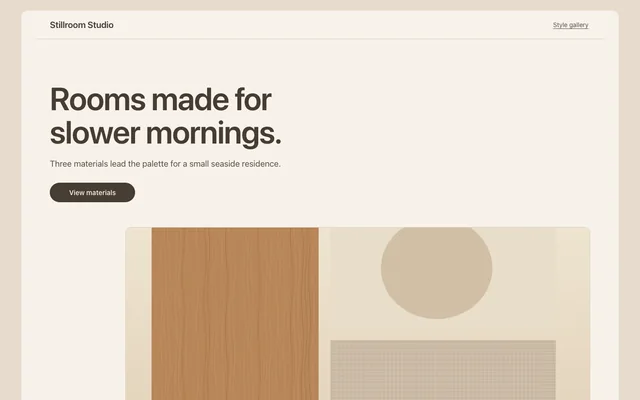 Stillroom Studio
Style gallery
Rooms made for
slower mornings.
Three materials lead the palette for a small seaside residence.
View materials